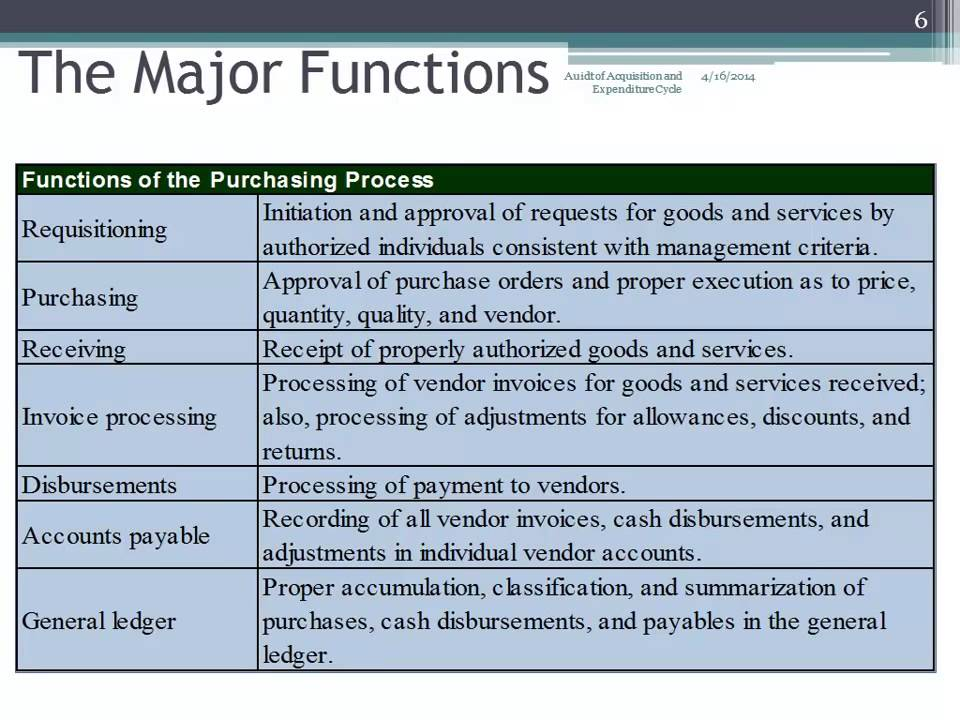 6
The Major Functions
Auidt of Acquisition and
Expenditure Cycle
4/16/2014
Functions of the Purchasing Process
Requisitioning
Initiation and approval of requests for goods and services by
authorized individuals consistent with management criteria.
Purchasing
Approval of purchase orders and proper execution as to price,
quantity, quality, and vendor.
Receiving
Receipt of properly authorized goods and services.
Invoice processing
Processing of vendor invoices for goods and services received;
also, processing of adjustments for allowances, discounts, and
returns.
Disbursements
Processing of payment to vendors.
Accounts payable
Recording of all vendor invoices, cash disbursements, and
adjustments in individual vendor accounts.
General ledger
Proper accumulation, classification, and summarization of
purchases, cash disbursements, and payables in the general
ledger.